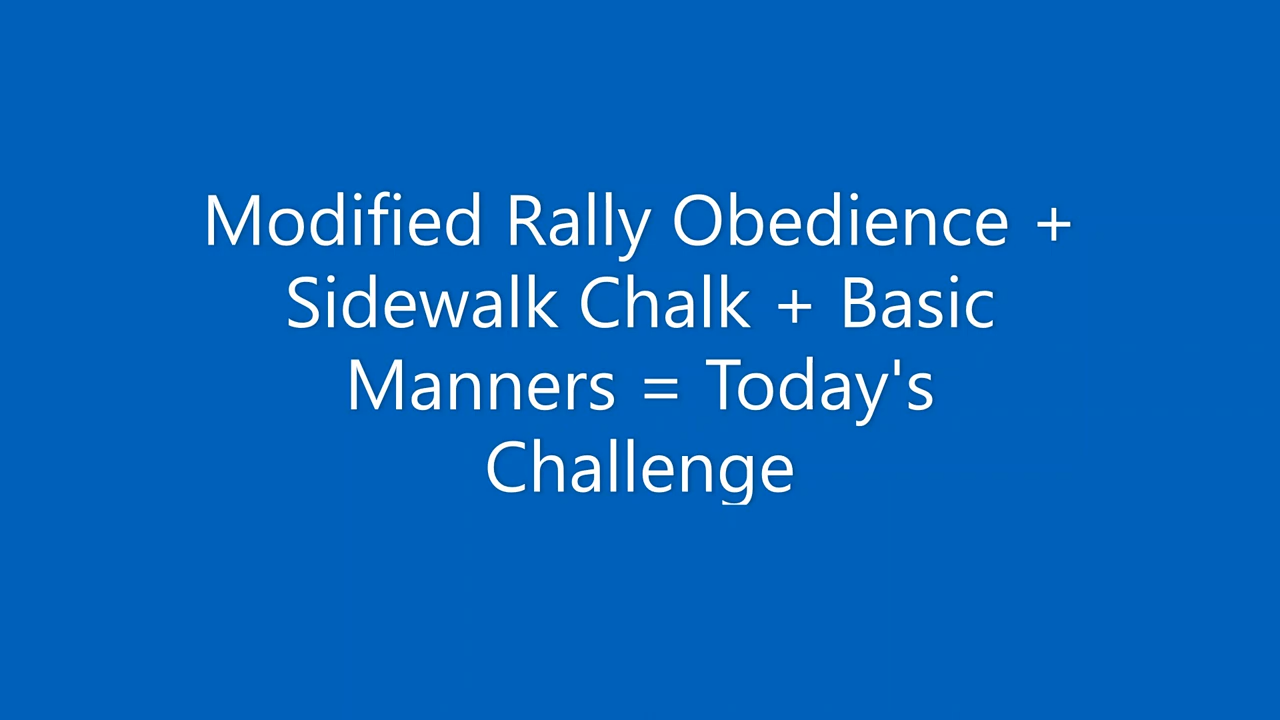 Modified Rally Obedience +
Sidewalk Chalk + Basic
Manners = Today's
Challenge